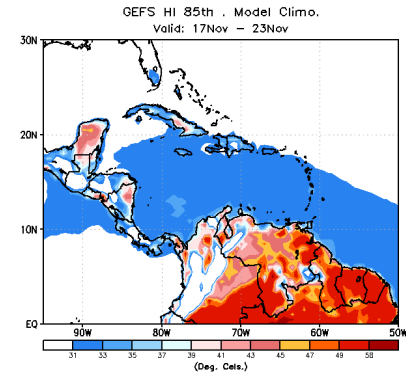 GEFS HI 85th . Model Climo.
Valid: 17Nov – 23Nov
30N
20N
10N
EQ
90W 80W 70W 60W 50W
31 33 35 37 39 41 43 45 47 49 58
(Deg. Cels.)